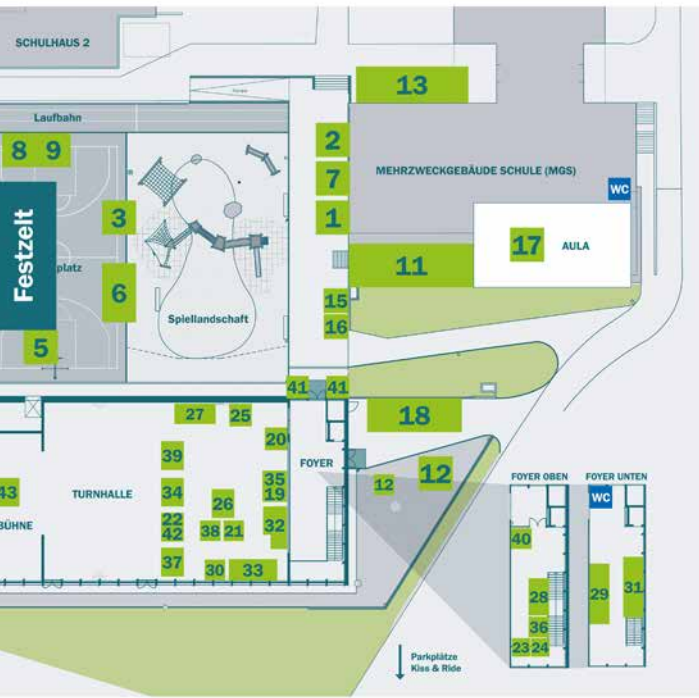 SCHULHAUS 2
13
Laufbahn
8 9
2
MEHRZWECKGEBÄUDE SCHULE (MGS)
7
WC
3
1
Festzelt
platz
17
AULA
11
6
15
Spiellandschaft
16
5
41 41
27
25
18
20
39
FOYER
35
12
12
FOYER OBEN
FOYER UNTEN
43
TURNHALLE
34
19
WC
26
BÜHNE
22
42
38 21
32
40
37
30
33
28
29
31
36
23 24
Parkplätze
Kiss & Ride